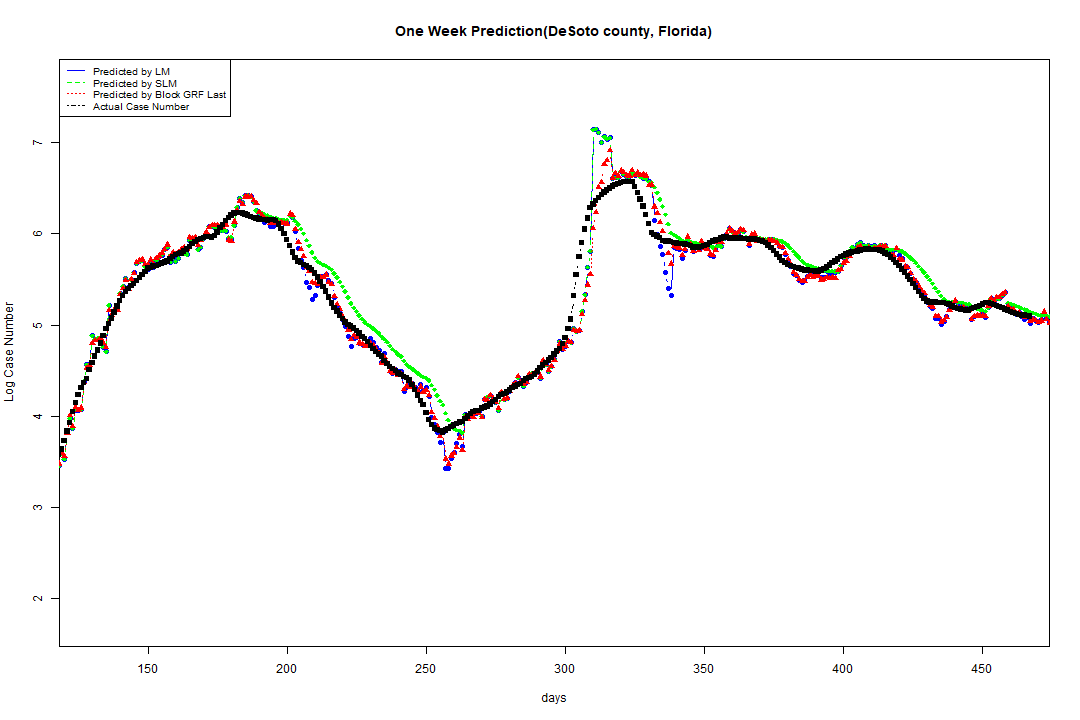 One Week Prediction(DeSoto county, Florida)
Predicted by LM
Predicted by SLM
Predicted by Block GRF Last
Actual Case Number
Log Case Number
7
6
5
4
3
2
150 200 250 300 350 400 450
days